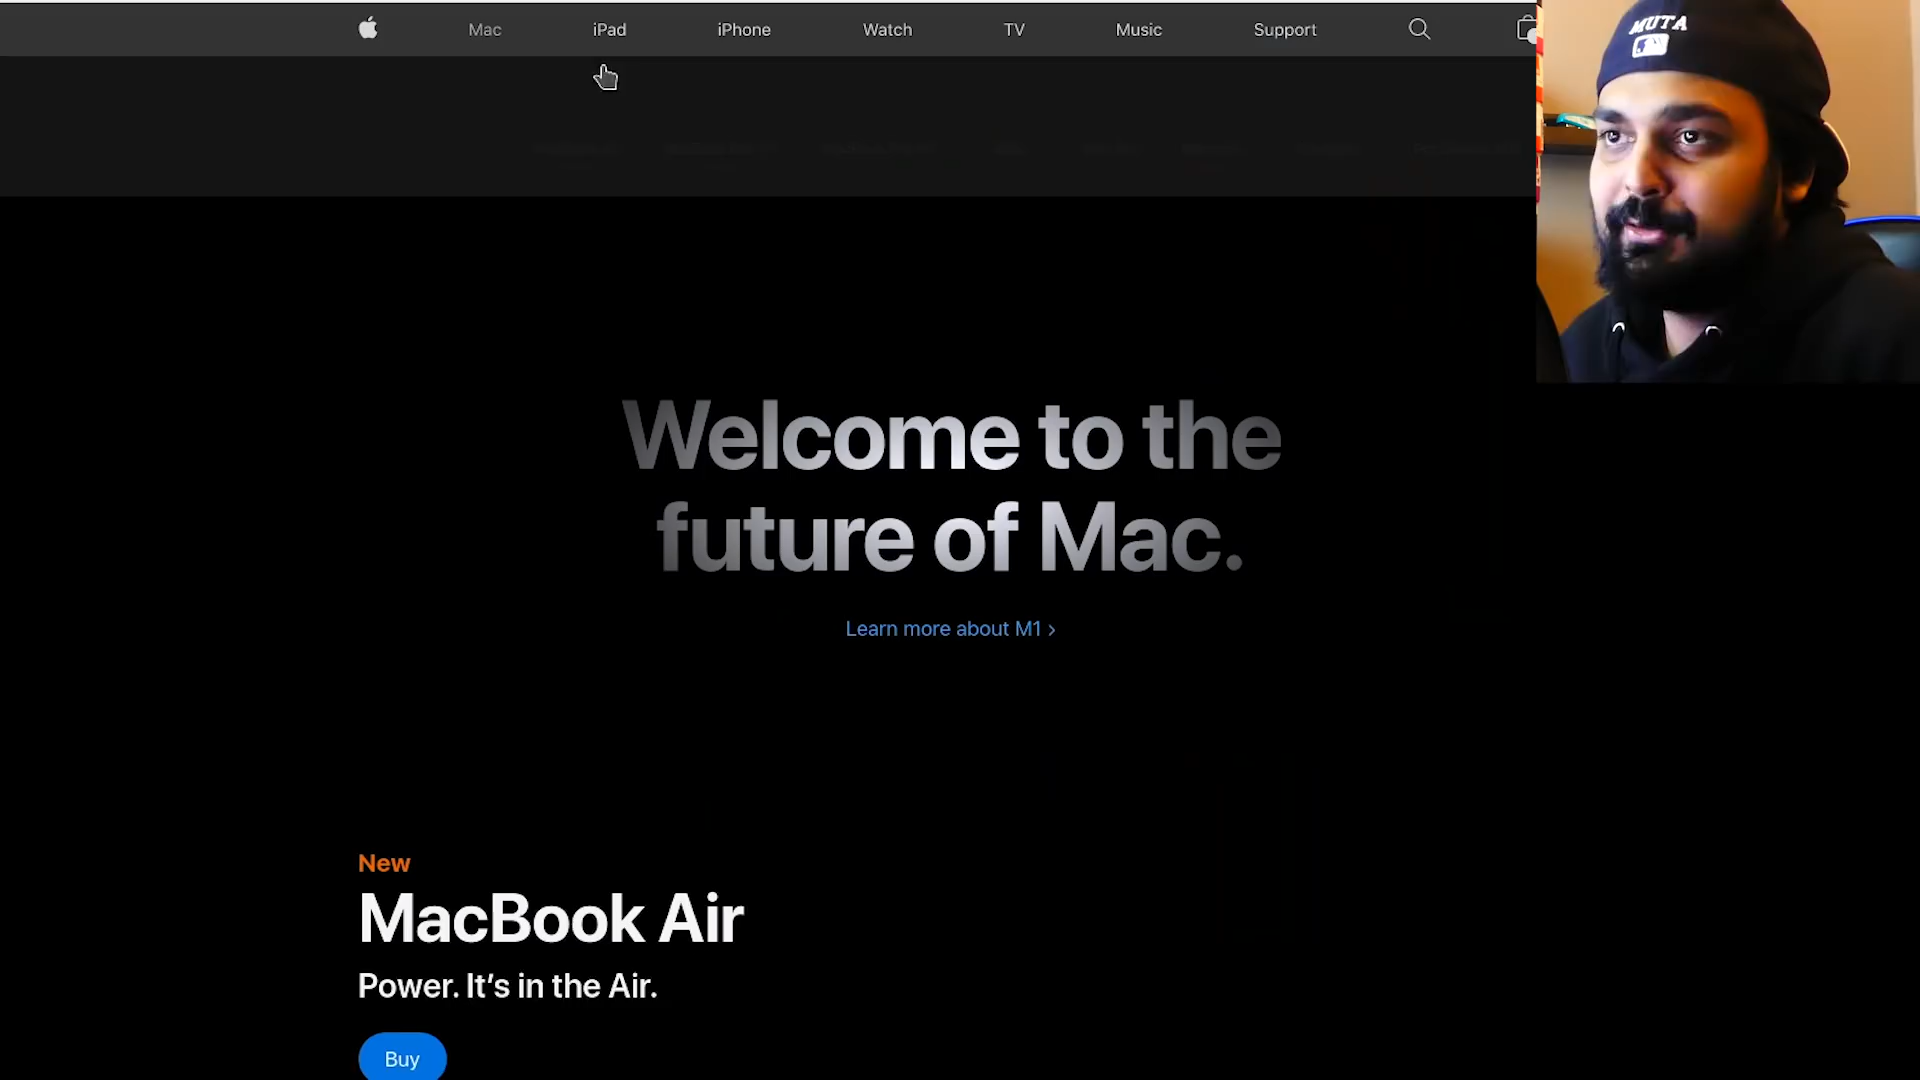 Mac iPad iPhone Watch TV Music Support
MUTA
Welcome to the
future of Mac.
Learn more about M1 >
New
MacBook Air
Power. It’s in the Air.
Buy